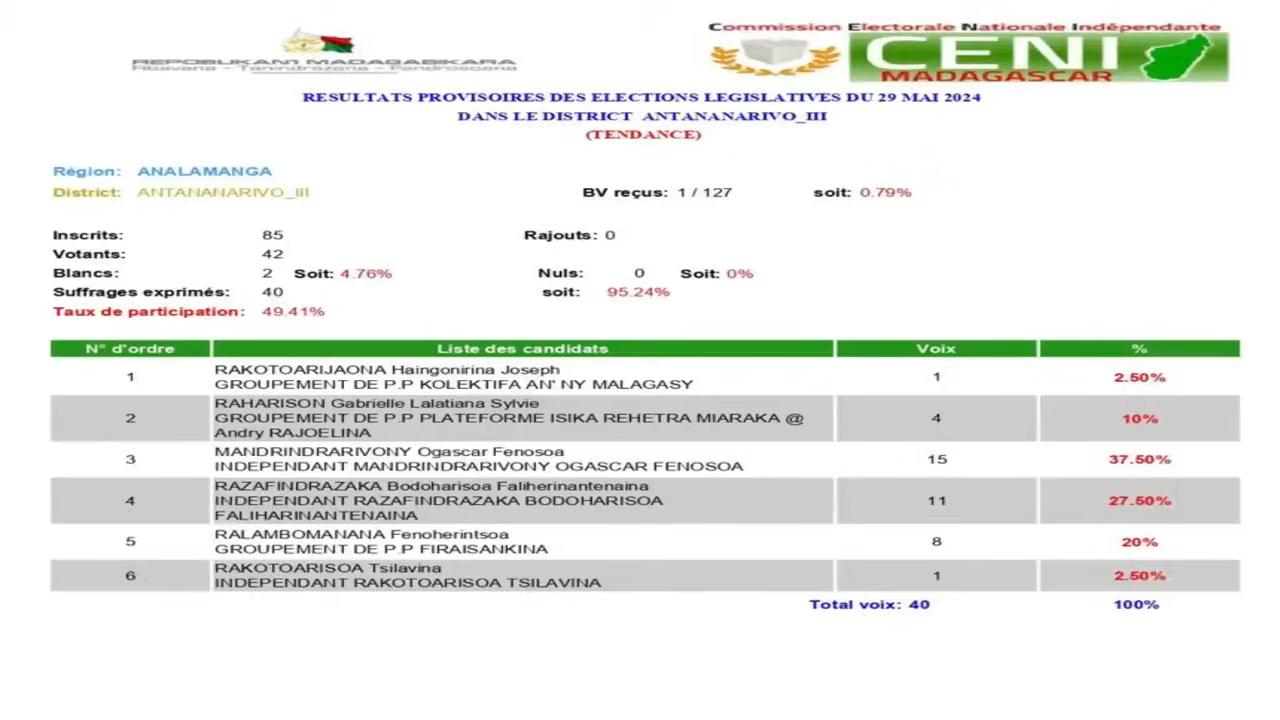 Commission Electorale Nationale Indépendante
CENI
MADAGASCAR
REPOBLIKAN'I MADAGASIKARA
Fitiavana - Tanindrazana - Fandrosoana
RESULTATS PROVISOIRES DES ELECTIONS LEGISLATIVES DU 29 MAI 2024
DANS LE DISTRICT ANTANANARIVO_III
(TENDANCE)
Région: ANALAMANGA
District: ANTANANARIVO_III BV reçus: 1 / 127 soit: 0.79%
Inscrits: 85 Rajouts: 0
Votants: 42
Blancs: 2 Soit: 4.76% Nuls: 0 Soit: 0%
Suffrages exprimés: 40 soit: 95.24%
Taux de participation: 49.41%
N° d'ordre Liste des candidats Voix %
1 RAKOTOARIJAONA Haingonirina Joseph
GROUPEMENT DE P.P KOLEKTIFA AN' NY MALAGASY 1 2.50%
2 RAHARISON Gabrielle Lalatiana Sylvie
GROUPEMENT DE P.P PLATEFORME ISIKA REHETRA MIARAKA @
Andry RAJOELINA 4 10%
3 MANDRINDRARIVONY Ogascar Fenosoa
INDEPENDANT MANDRINDRARIVONY OGASCAR FENOSOA 15 37.50%
4 RAZAFINDRAZAKA Bodoharisoa Faliherinantenaina
INDEPENDANT RAZAFINDRAZAKA BODOHARISOA
FALIHARINANTENAINA 11 27.50%
5 RALAMBOMANANA Fenoherintsoa
GROUPEMENT DE P.P FIRAISANKINA 8 20%
6 RAKOTOARISOA Tsilavina
INDEPENDANT RAKOTOARISOA TSILAVINA 1 2.50%
Total voix: 40 100%